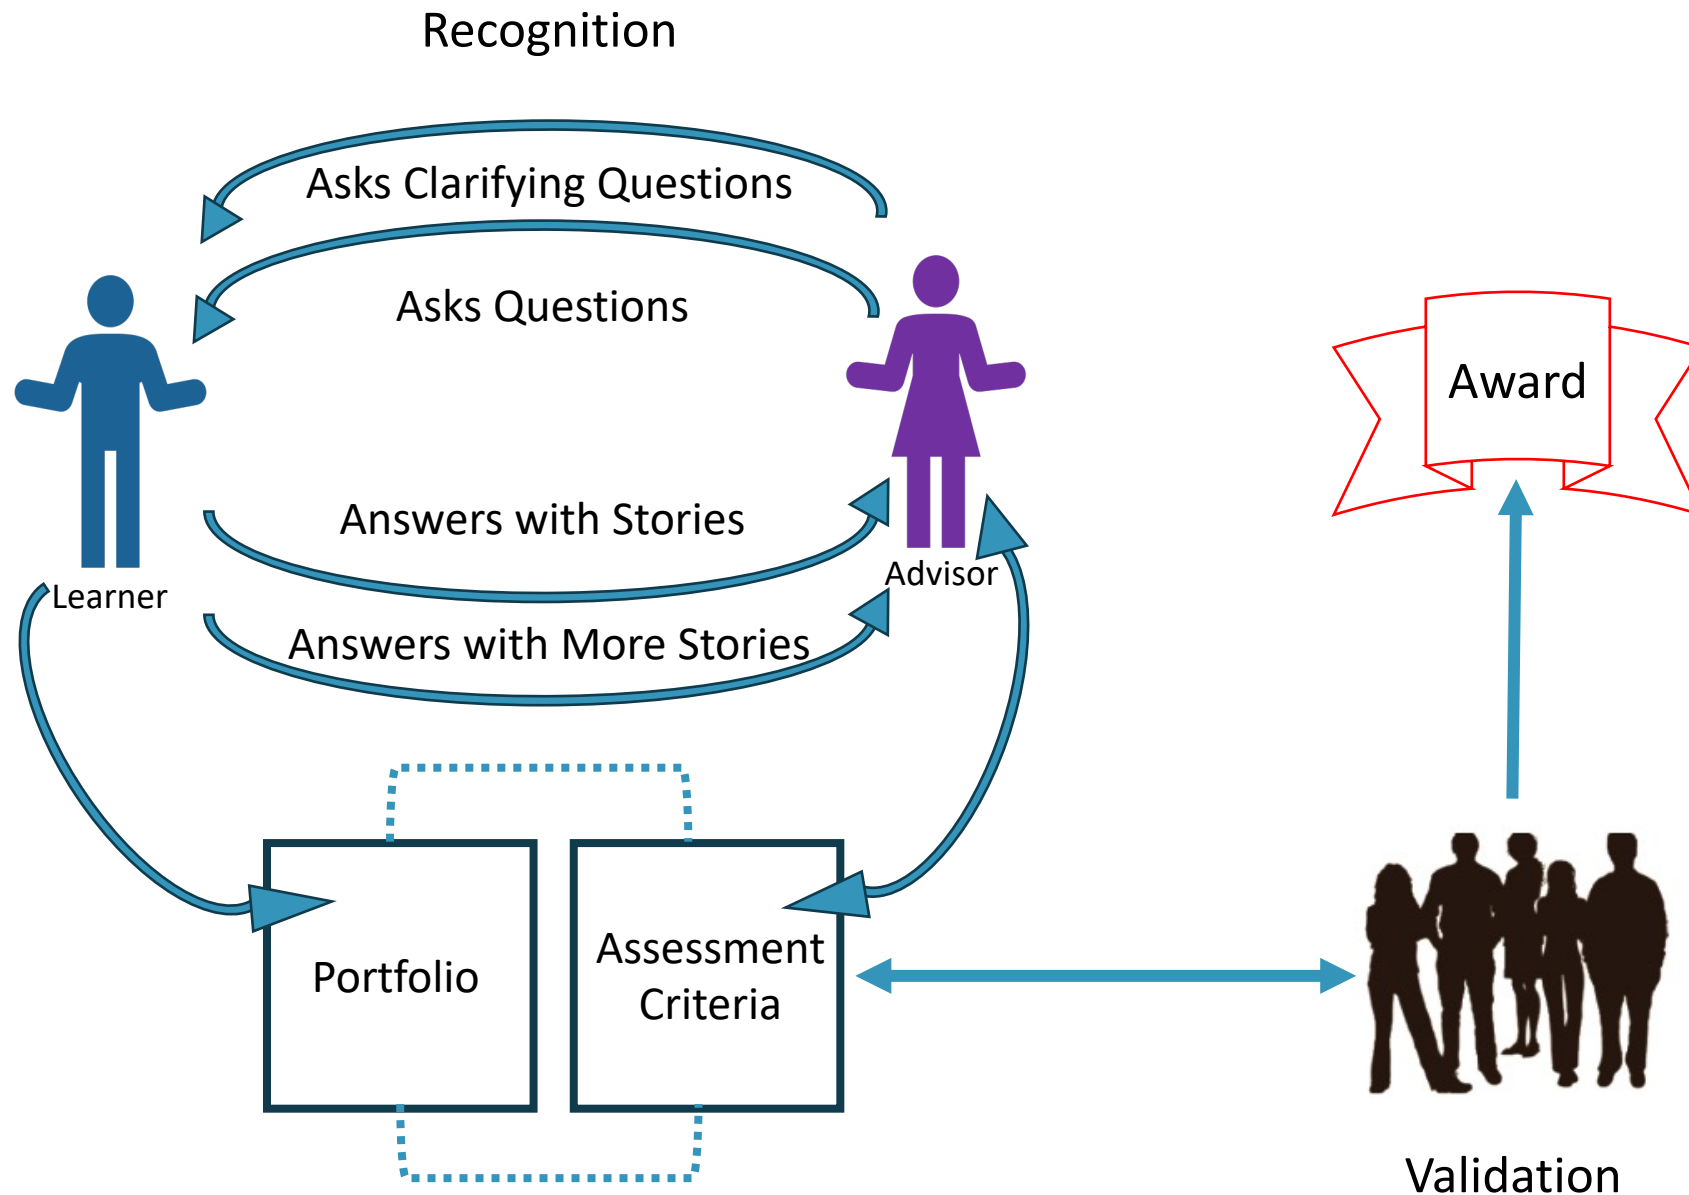 Recognition
Asks Clarifying Questions
Asks Questions
Award
Answers with Stories
Advisor
Learner
Answers with More Stories
Portfolio
Assessment
Criteria
Validation